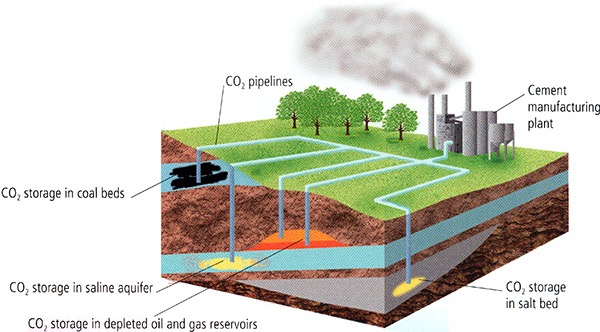 CO₂ pipelines
Cement
manufacturing
plant
CO₂ storage in coal beds
CO₂ storage in saline aquifer
CO₂ storage
in salt bed
CO₂ storage in depleted oil and gas reservoirs